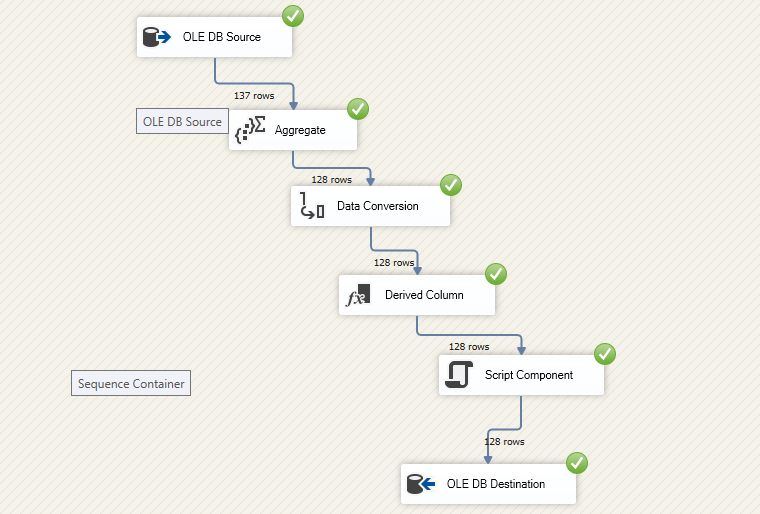 OLE DB Source
137 rows
OLE DB Source
Aggregate
128 rows
Data Conversion
128 rows
Derived Column
128 rows
Script Component
Sequence Container
128 rows
OLE DB Destination